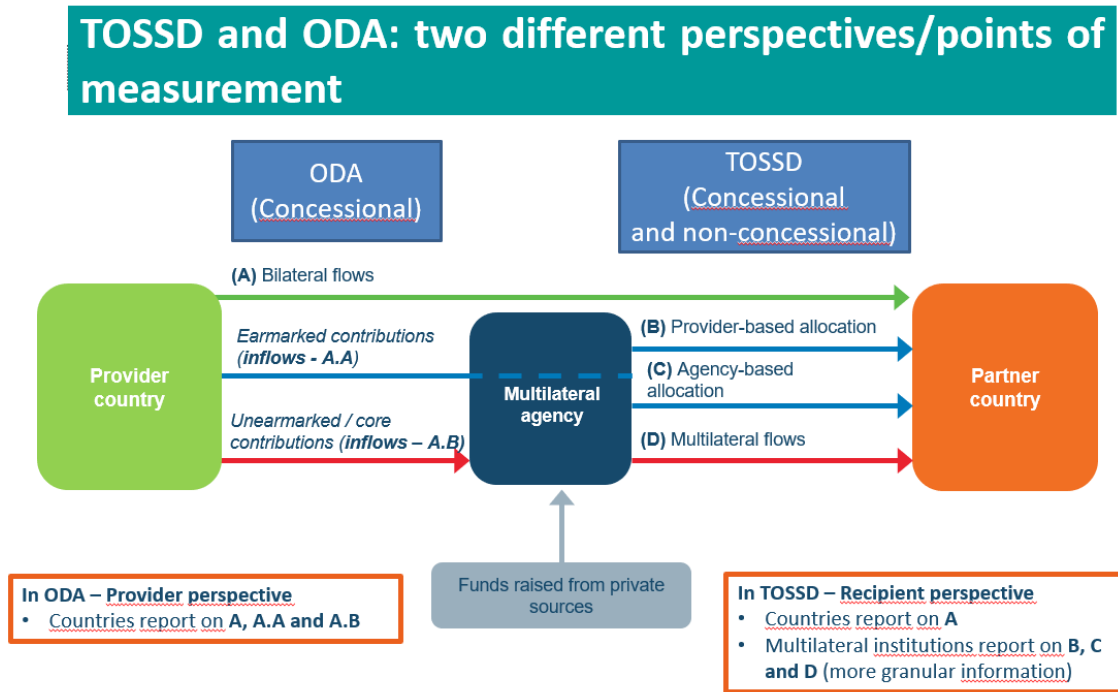 TOSSD and ODA: two different perspectives/points of
measurement
ODA
(Concessional)
TOSSD
(Concessional
and non-concessional)
(A) Bilateral flows
Provider
country
Earmarked contributions
(inflows - A.A)
Unearmarked / core
contributions (inflows – A.B)
Multilateral
agency
(B) Provider-based allocation
(C) Agency-based
allocation
(D) Multilateral flows
Partner
country
Funds raised from private
sources
In ODA – Provider perspective
• Countries report on A, A.A and A.B
In TOSSD – Recipient perspective
• Countries report on A
• Multilateral institutions report on B, C
and D (more granular information)